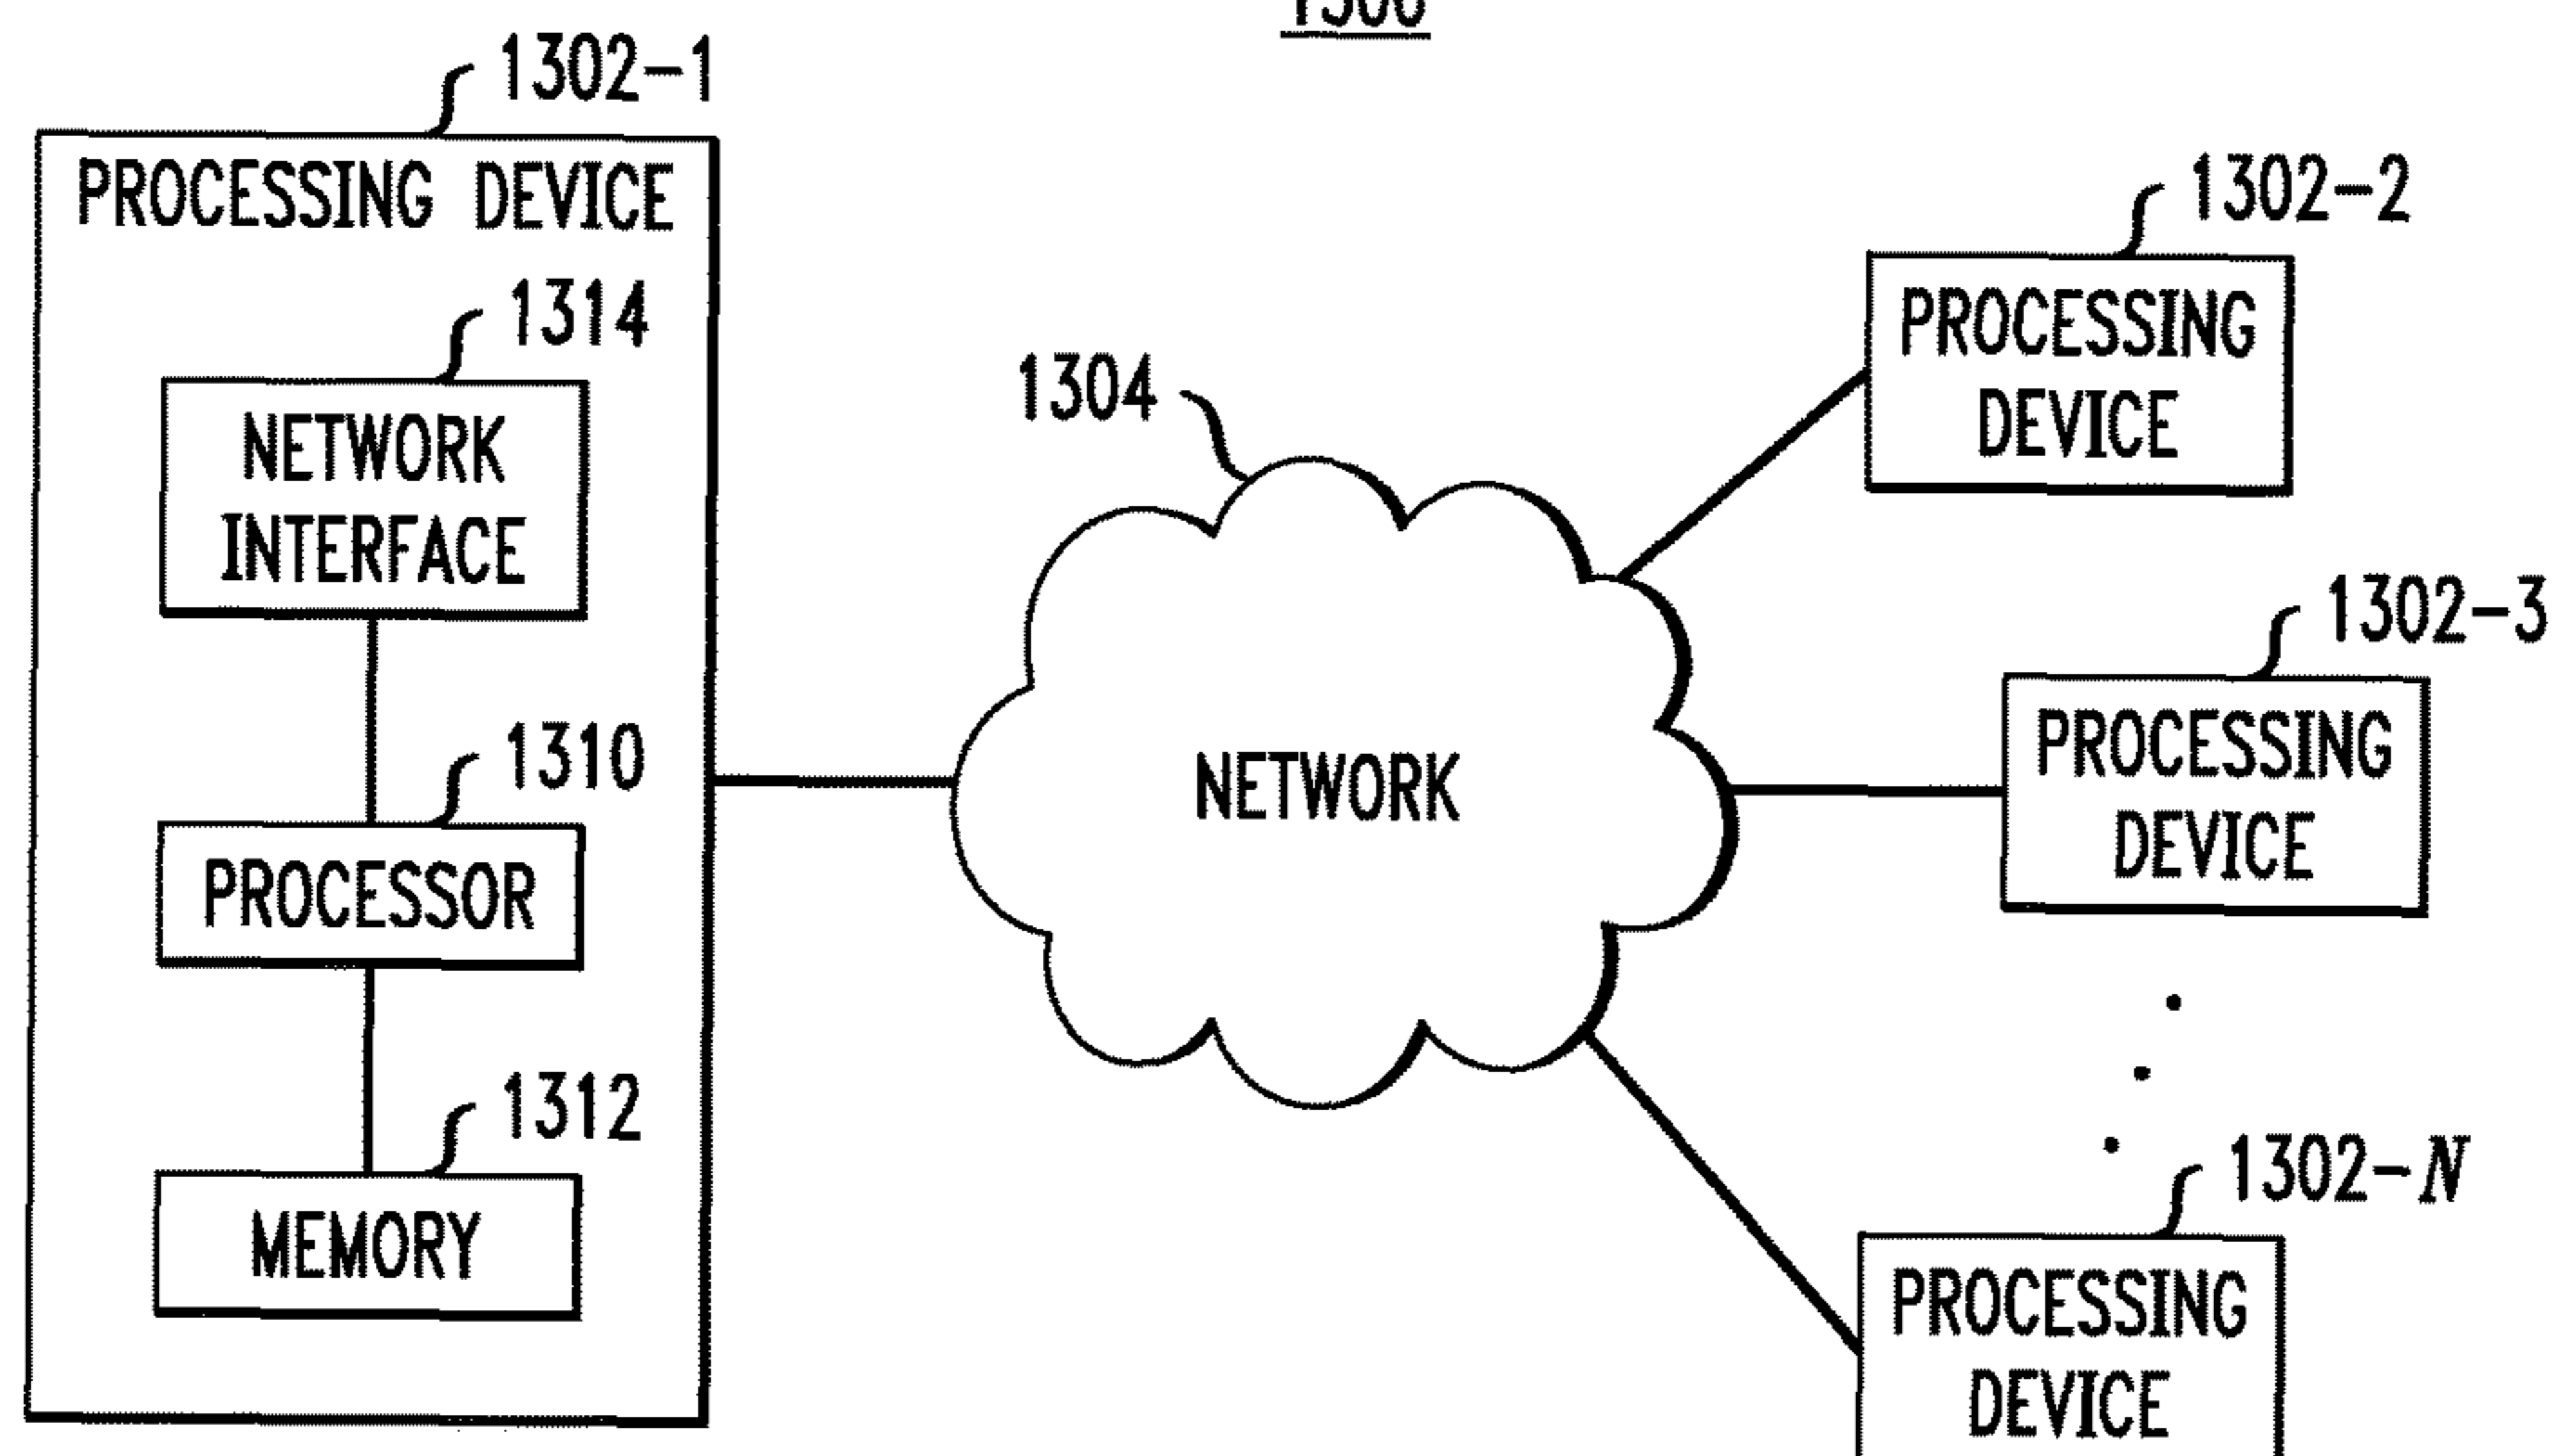 1300
1302-1
PROCESSING DEVICE
1314
NETWORK
INTERFACE
1310
PROCESSOR
1312
MEMORY
1304
NETWORK
1302-2
PROCESSING
DEVICE
1302-3
PROCESSING
DEVICE
1302-N
PROCESSING
DEVICE